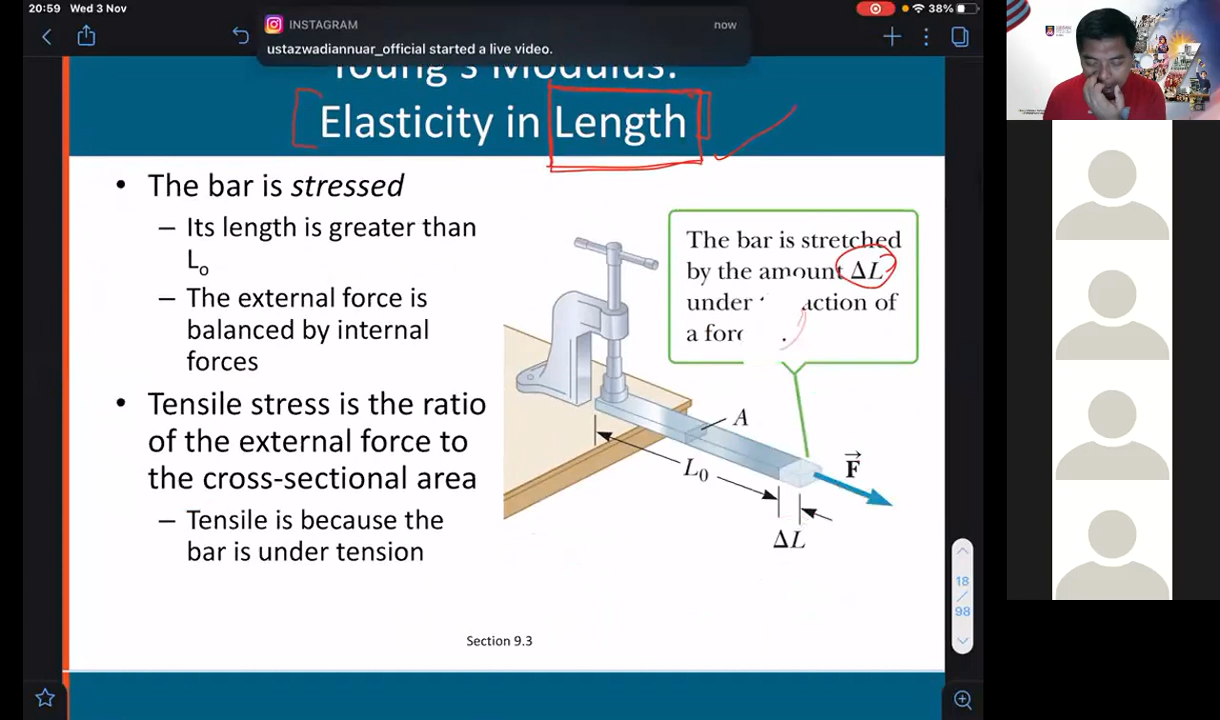 20:59 Wed 3 Nov
38%
INSTAGRAM
now
ustazwadiannuar_official started a live video.
Young's Modulus:
Elasticity in Length
• The bar is stressed
– Its length is greater than
L₀
– The external force is
balanced by internal
forces
• Tensile stress is the ratio
of the external force to
the cross-sectional area
– Tensile is because the
bar is under tension
The bar is stretched
by the amount ΔL
under action of
a
A
L₀
F⃗
ΔL
18
/
98
Section 9.3